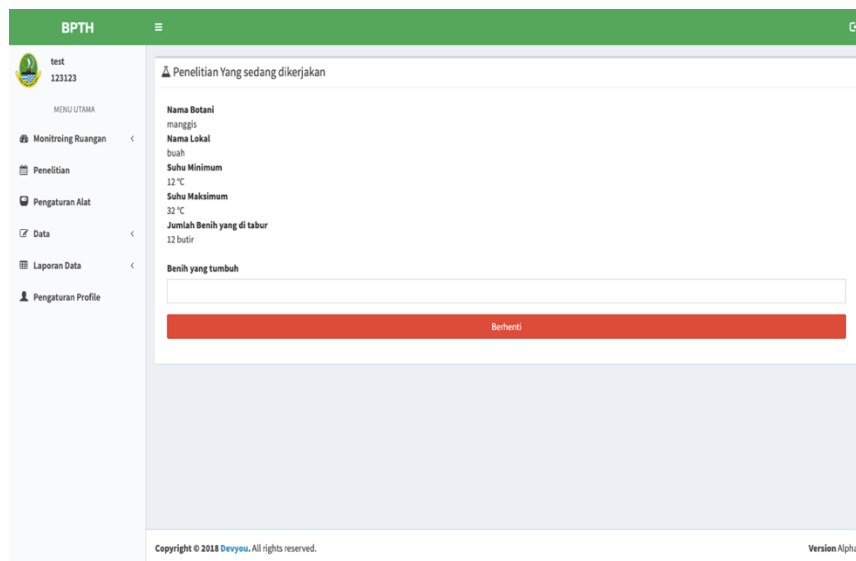 BPTH
test
123123
MENU UTAMA
Monitroing Ruangan
Penelitian
Pengaturan Alat
Data
Laporan Data
Pengaturan Profile
Penelitian Yang sedang dikerjakan
Nama Botani
manggis
Nama Lokal
buah
Suhu Minimum
12 °C
Suhu Maksimum
32 °C
Jumlah Benih yang di tabur
12 butir
Benih yang tumbuh
Berhenti
Copyright © 2018 Devyou. All rights reserved.
Version Alpha